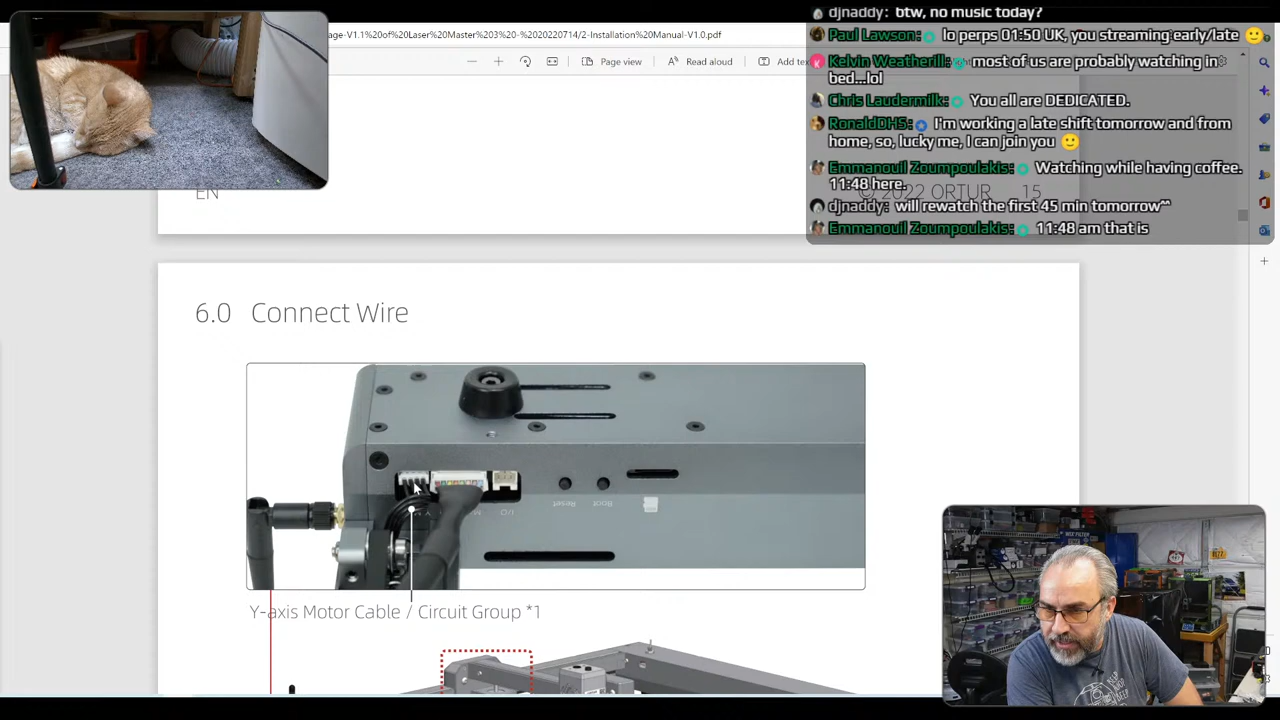 djnaddy: btw, no music today?
age-V1.1%20of%20Laser%20Master%203%20-%20220220714/2-Installation%20Manual-V1.0.pdf
Paul Lawson: lo perps 01:50 UK, you streaming early/late
Page view
Read aloud
Add tex
Kelvin Weatherill: most of us are probably watching in
bed...lol
Chris Laudermilk: You all are DEDICATED.
RonaldDHS: I'm working a late shift tomorrow and from
home, so, lucky me, I can join you
Emmanouil Zoumpoulakis: Watching while having coffee.
11:48 here.
EN
© 2022 ORTUR 15
djnaddy: will rewatch the first 45 min tomorrow^^
Emmanouil Zoumpoulakis: 11:48 am that is
6.0 Connect Wire
I/O
Reset
Boot
Y-axis Motor Cable / Circuit Group *1